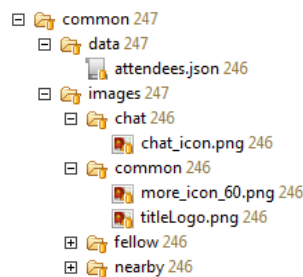 common 247
data 247
attendees.json 246
images 247
chat 246
chat_icon.png 246
common 246
more_icon_60.png 246
titleLogo.png 246
fellow 246
nearby 246